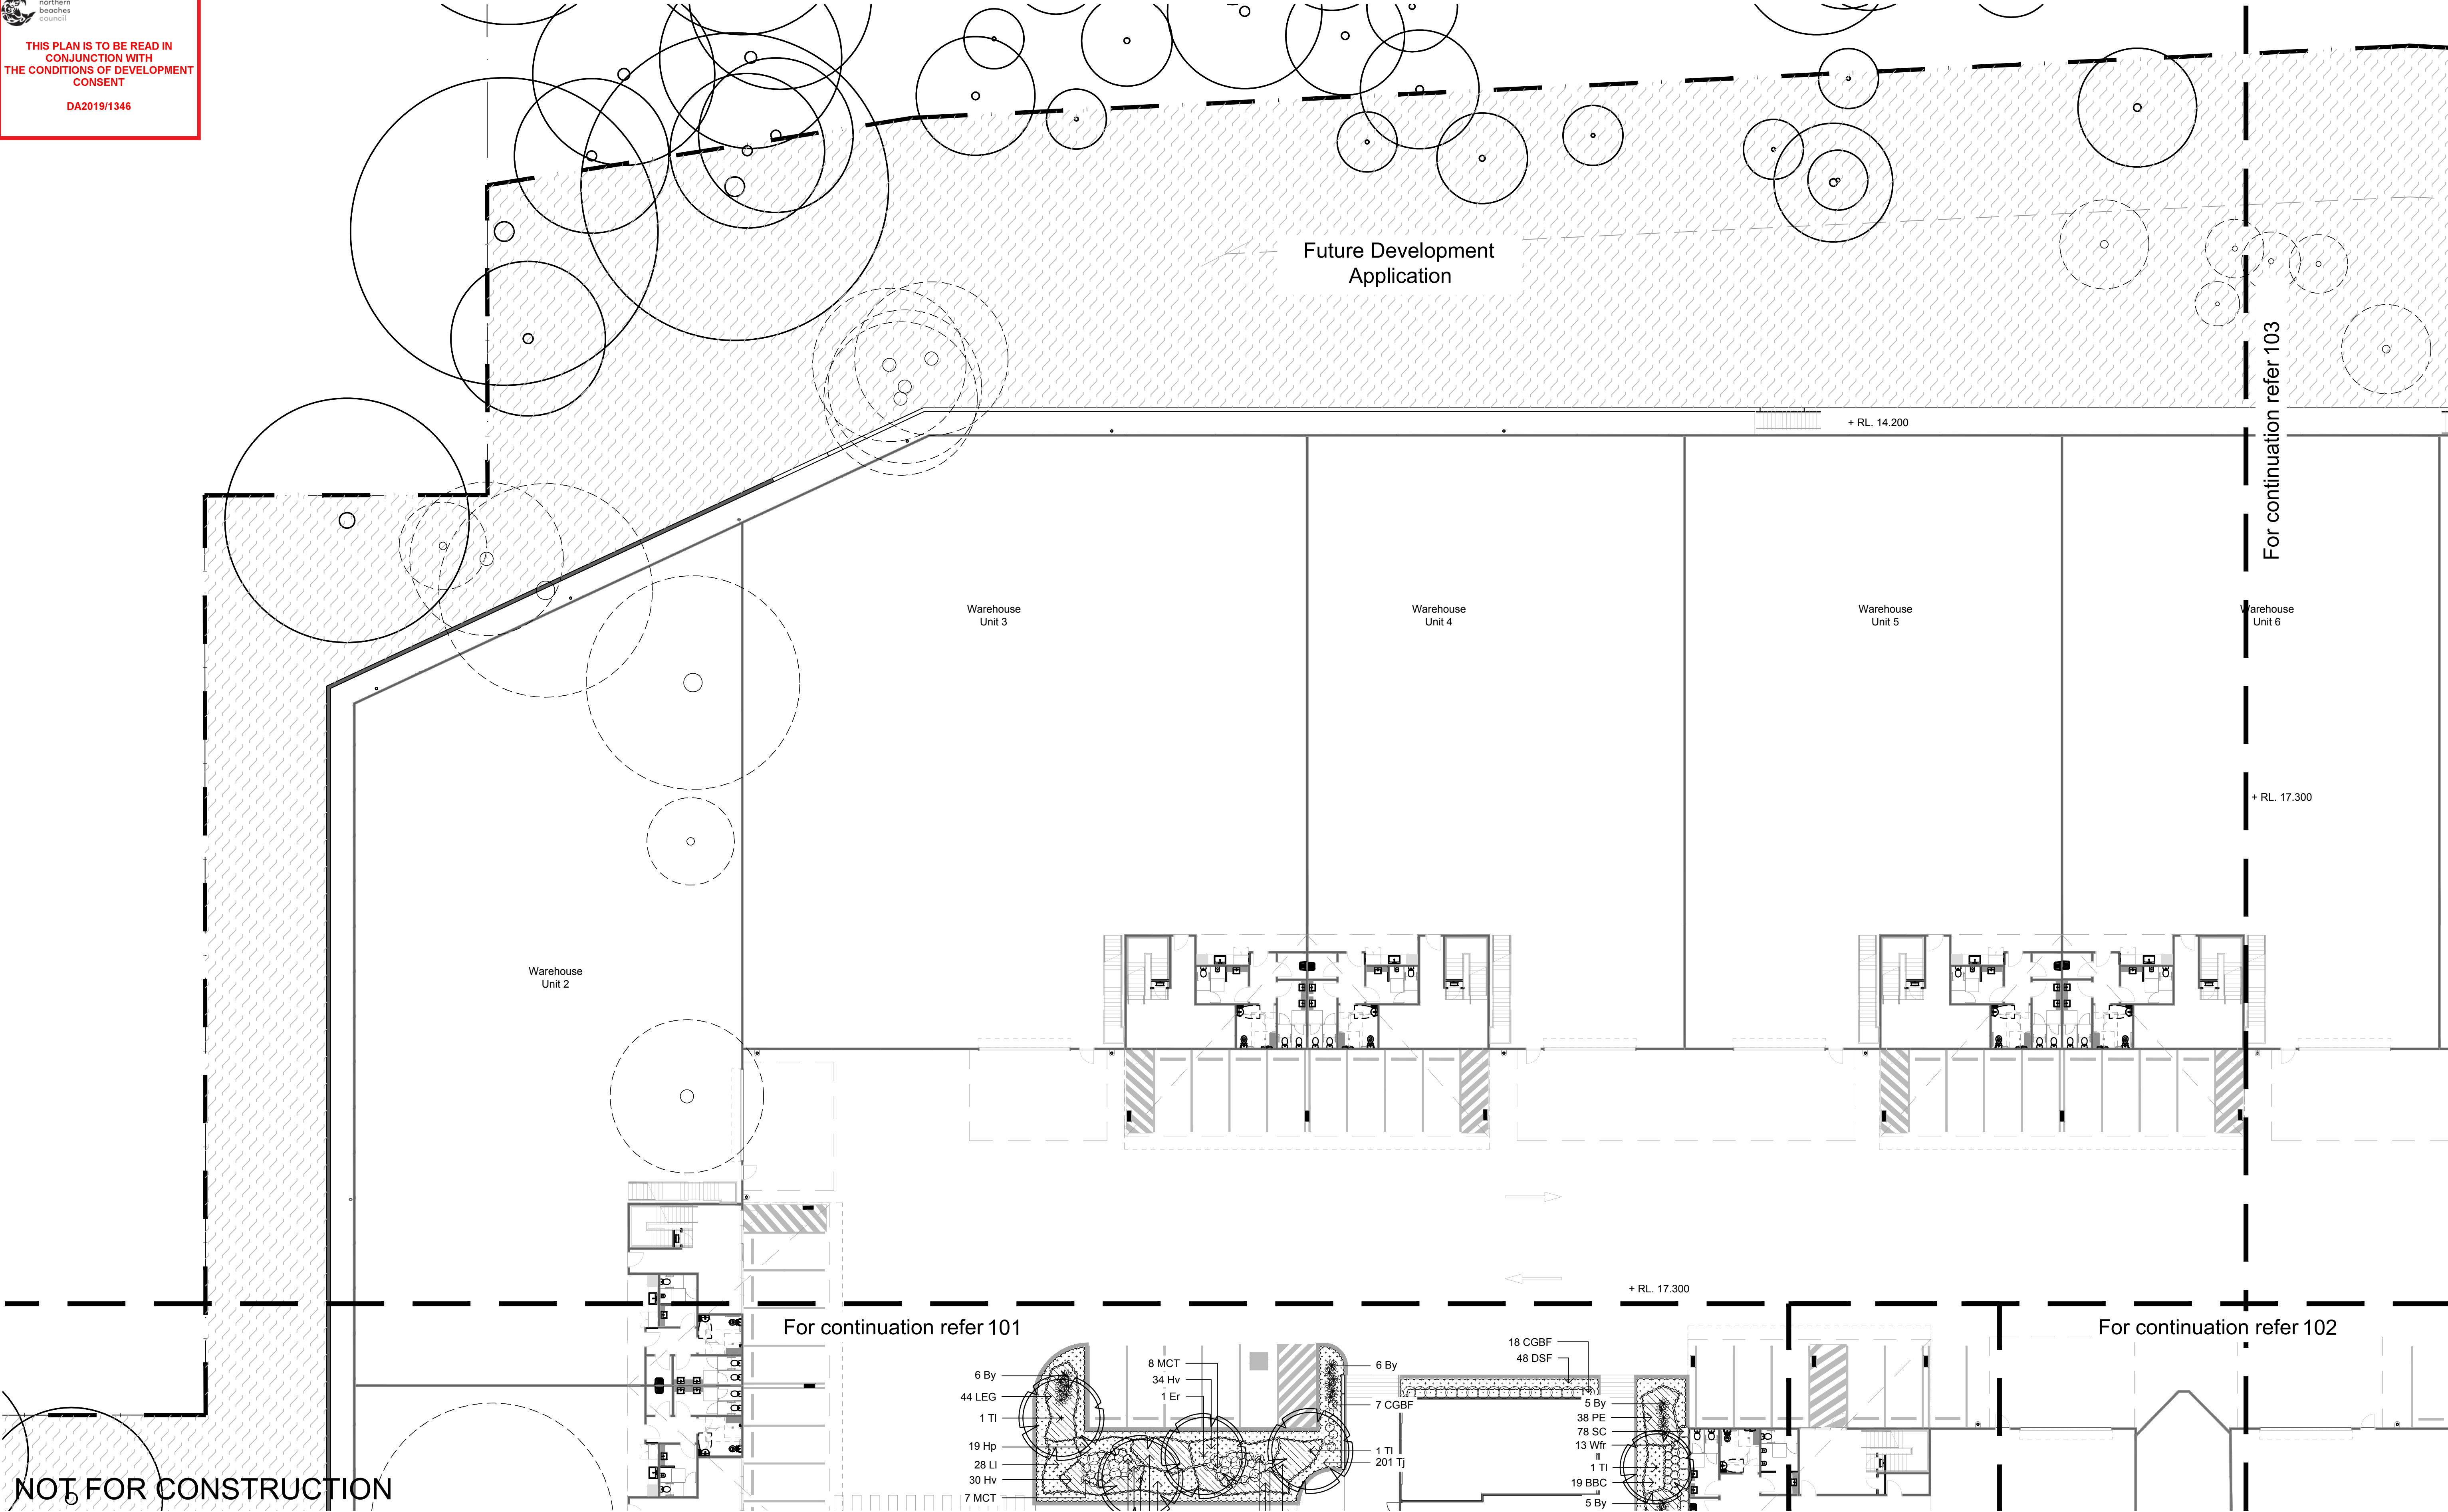 northern
beaches
council
THIS PLAN IS TO BE READ IN
CONJUNCTION WITH
THE CONDITIONS OF DEVELOPMENT
CONSENT
DA2019/1346
Future Development
Application
For continuation refer 103
+ RL. 14.200
Warehouse
Unit 3
Warehouse
Unit 4
Warehouse
Unit 5
Warehouse
Unit 6
+ RL. 17.300
Warehouse
Unit 2
+ RL. 17.300
For continuation refer 101
For continuation refer 102
6 By
44 LEG
1 Tl
19 Hp
28 Ll
30 Hv
7 MCT
8 MCT
34 Hv
1 Er
6 By
7 CGBF
1 Tl
201 Tj
18 CGBF
48 DSF
5 By
38 PE
78 SC
13 Wfr
1 Tl
19 BBC
5 By
NOT FOR CONSTRUCTION